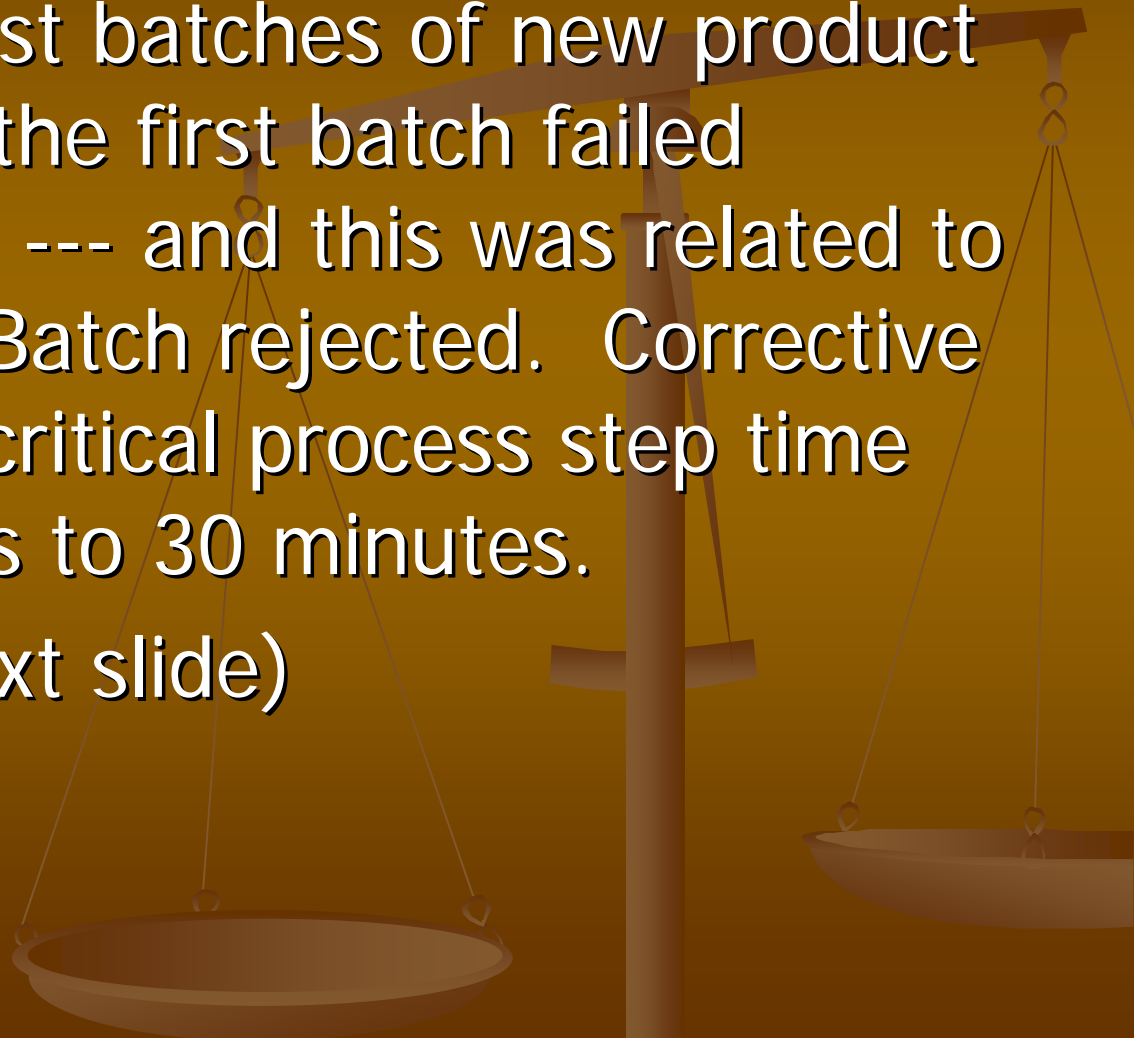 st batches of new product
the first batch failed
--- and this was related to
Batch rejected.  Corrective
critical process step time
s to 30 minutes.
xt slide)